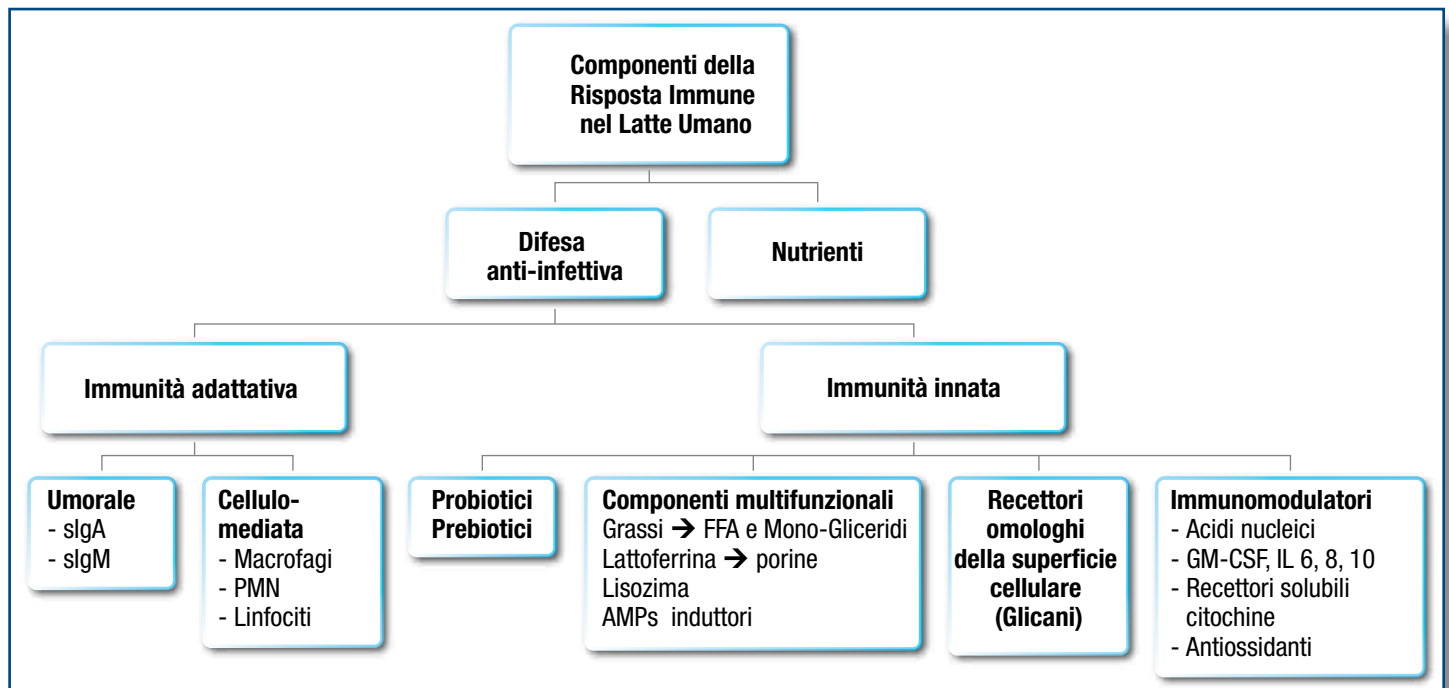 Componenti della
Risposta Immune
nel Latte Umano
Difesa
anti-infettiva
Nutrienti
Immunità adattativa
Immunità innata
Umorale
- sIgA
- sIgM
Cellulo-
mediata
- Macrofagi
- PMN
- Linfociti
Probiotici
Prebiotici
Componenti multifunzionali
Grassi ➔ FFA e Mono-Gliceridi
Lattoferrina ➔ porine
Lisozima
AMPs induttori
Recettori
omologhi
della superficie
cellulare
(Glicani)
Immunomodulatori
- Acidi nucleici
- GM-CSF, IL 6, 8, 10
- Recettori solubili
citochine
- Antiossidanti